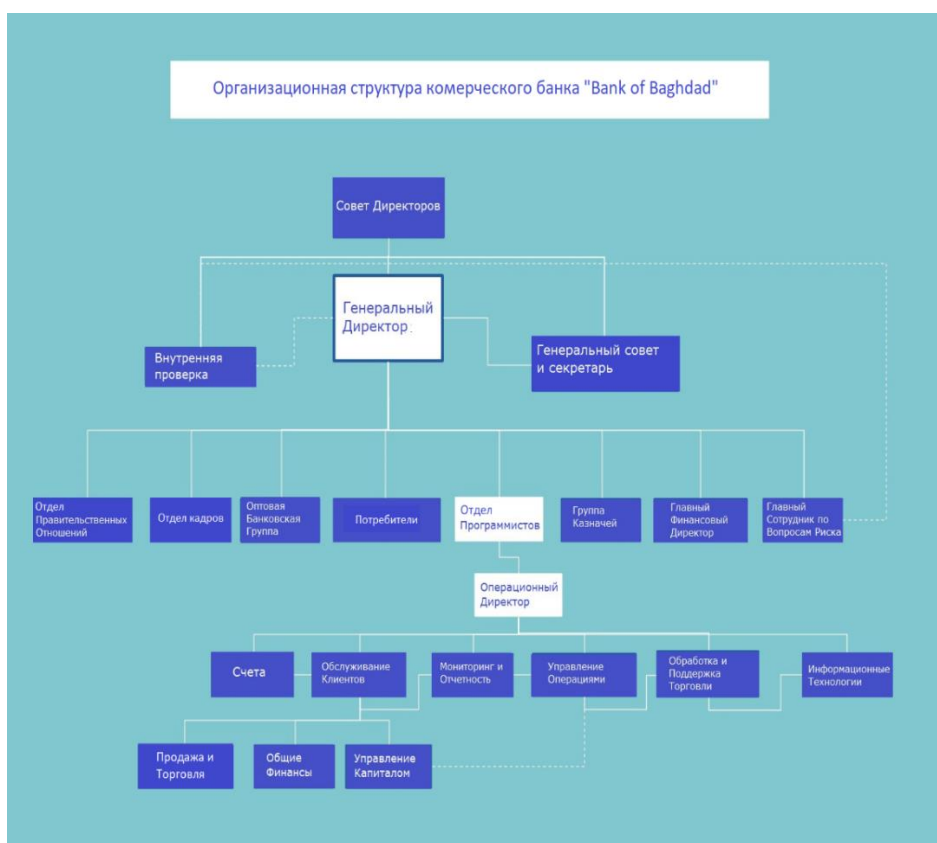 Организационная структура комерческого банка "Bank of Baghdad"
Совет Директоров
Генеральный
Директор:
Внутренняя
проверка
Генеральный совет
и секретарь
Отдел
Правительственных
Отношений
Отдел кадров
Оптовая
Банковская
Группа
Потребители
Отдел
Программистов
Группа
Казначей
Главный
Финансовый
Директор
Главный
Сотрудник по
Вопросам Риска
Операционный
Директор
Счета
Обслуживание
Клиентов
Мониторинг и
Отчетность
Управление
Операциями
Обработка и
Поддержка
Торговли
Информационные
Технологии
Продажа и
Торговля
Общие
Финансы
Управление
Капиталом